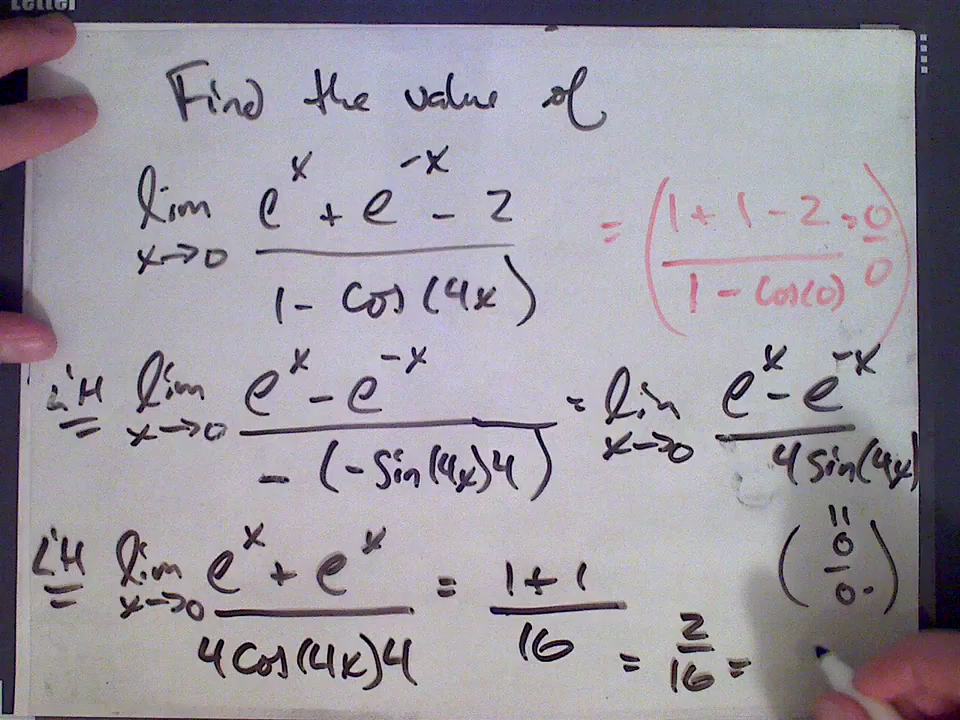 Letter
Find the value of
lim x→0 (e^x + e^-x - 2)/(1 - cos(4x)) = ((1 + 1 - 2)/(1 - cos(0)) = 0/0)
L'H = lim x→0 (e^x - e^-x)/(-(-sin(4x)4)) = lim x→0 (e^x - e^-x)/(4 sin(4x)) = (0/0)
L'H = lim x→0 (e^x + e^x)/(4cos(4x)4) = (1 + 1)/16 = 2/16 =